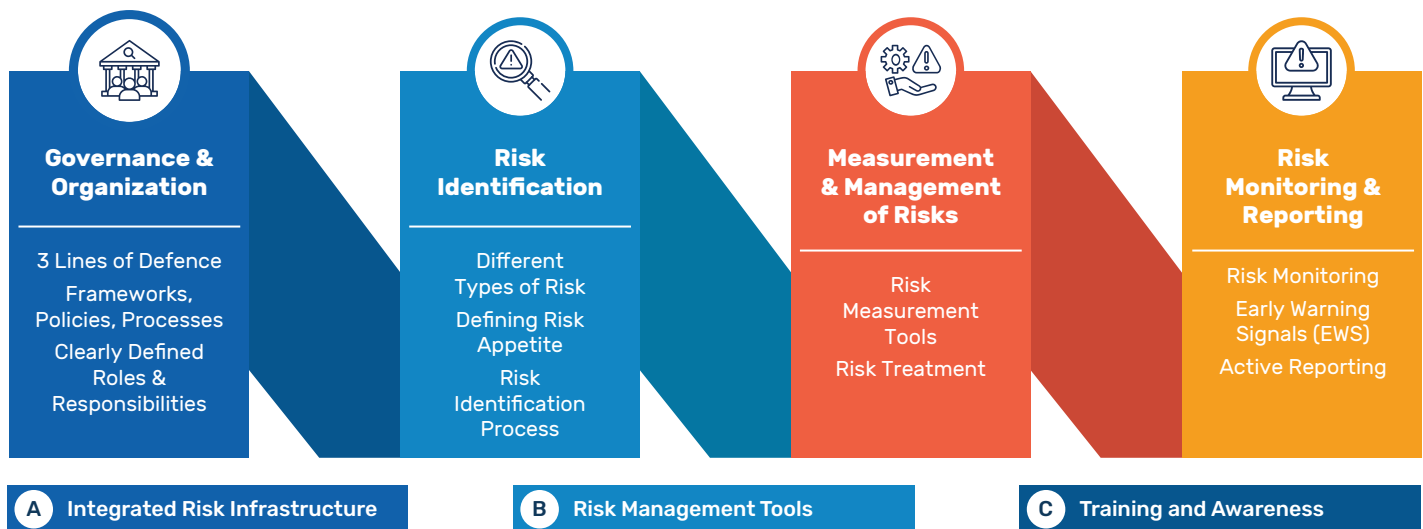 Governance &
Organization
3 Lines of Defence
Frameworks,
Policies, Processes
Clearly Defined
Roles &
Responsibilities
Risk
Identification
Different
Types of Risk
Defining Risk
Appetite
Risk
Identification
Process
Measurement
& Management
of Risks
Risk
Measurement
Tools
Risk Treatment
Risk
Monitoring &
Reporting
Risk Monitoring
Early Warning
Signals (EWS)
Active Reporting
A Integrated Risk Infrastructure
B Risk Management Tools
C Training and Awareness